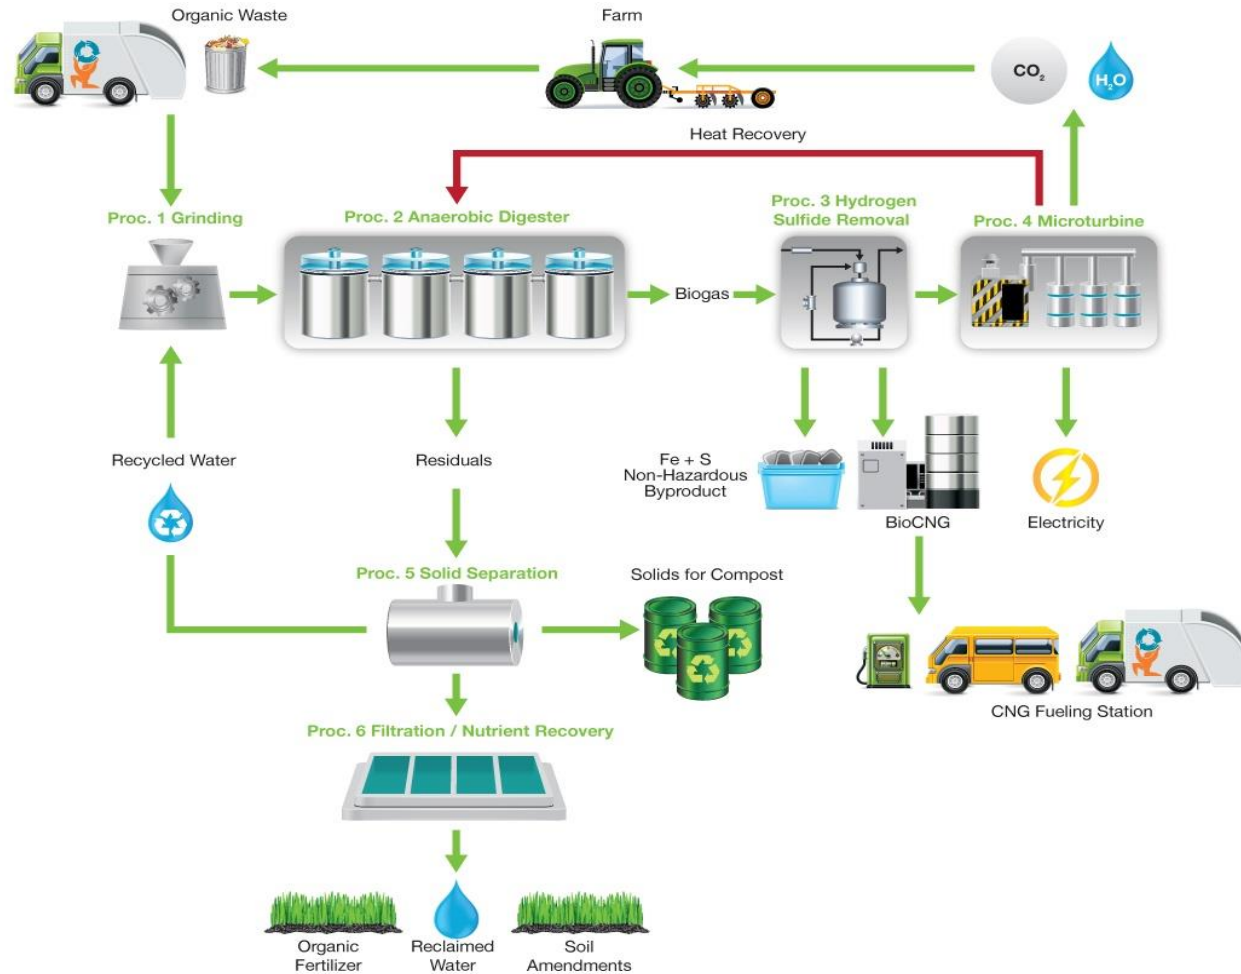 Organic Waste
Farm
CO₂
H₂O
Heat Recovery
Proc. 1 Grinding
Proc. 2 Anaerobic Digester
Proc. 3 Hydrogen
Sulfide Removal
Proc. 4 Microturbine
Biogas
Recycled Water
Residuals
Fe + S
Non-Hazardous
Byproduct
BioCNG
Electricity
Proc. 5 Solid Separation
Solids for Compost
CNG Fueling Station
Proc. 6 Filtration / Nutrient Recovery
Organic
Fertilizer
Reclaimed
Water
Soil
Amendments